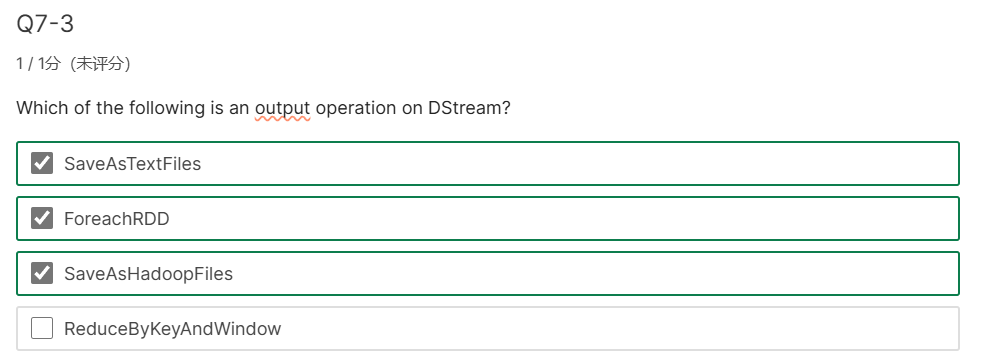 Q7-3
1 / 1分 (未评分)
Which of the following is an output operation on DStream?
SaveAsTextFiles
ForeachRDD
SaveAsHadoopFiles
ReduceByKeyAndWindow